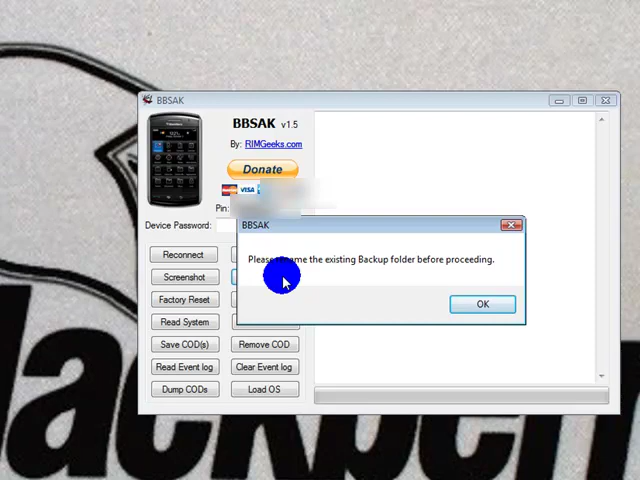 BBSAK
BBSAK v1.5
By: RIMGeeks.com
Donate
VISA
Pin:
Device Password:
BBSAK
Please rename the existing Backup folder before proceeding.
OK
Reconnect
Screenshot
Factory Reset
Read System
Save COD(s) Remove COD
Read Event log Clear Event log
Dump CODs Load OS